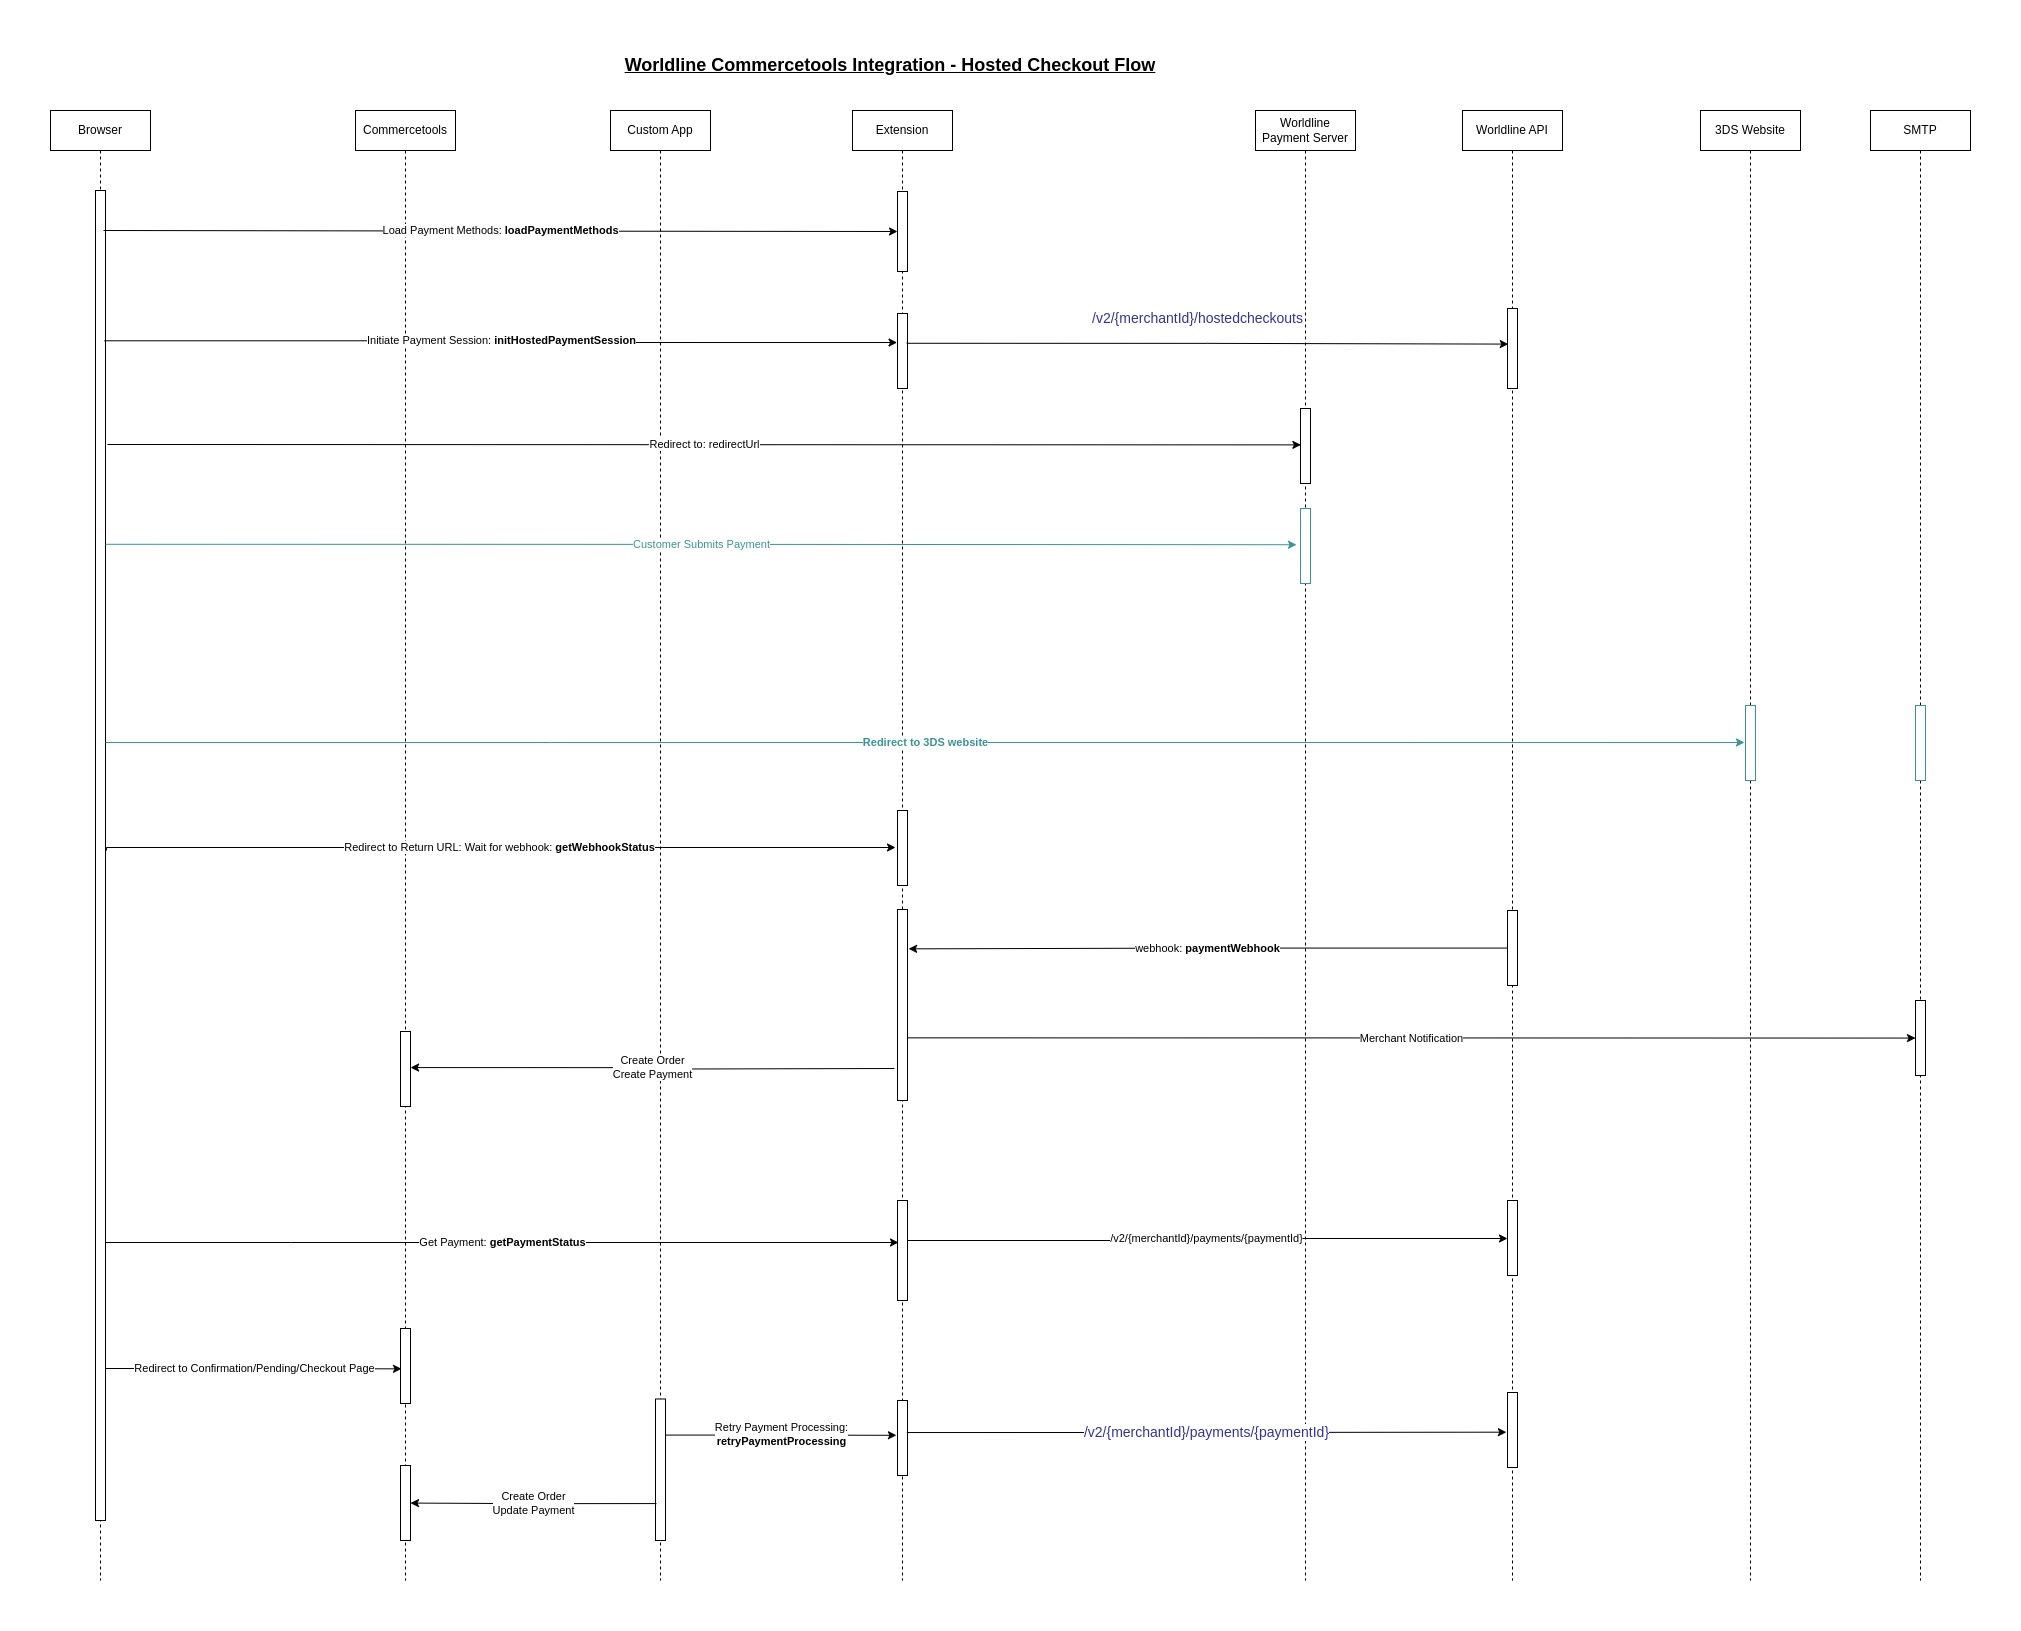 Worldline Commercetools Integration - Hosted Checkout Flow
Browser
Commercetools
Custom App
Extension
Worldline
Payment Server
Worldline API
3DS Website
SMTP
Load Payment Methods: loadPaymentMethods
/v2/{merchantId}/hostedcheckouts
Initiate Payment Session: initHostedPaymentSession
Redirect to: redirectUrl
Customer Submits Payment
Redirect to 3DS website
Redirect to Return URL: Wait for webhook: getWebhookStatus
webhook: paymentWebhook
Merchant Notification
Create Order
Create Payment
Get Payment: getPaymentStatus
/v2/{merchantId}/payments/{paymentId}
Redirect to Confirmation/Pending/Checkout Page
Retry Payment Processing:
retryPaymentProcessing
/v2/{merchantId}/payments/{paymentId}
Create Order
Update Payment